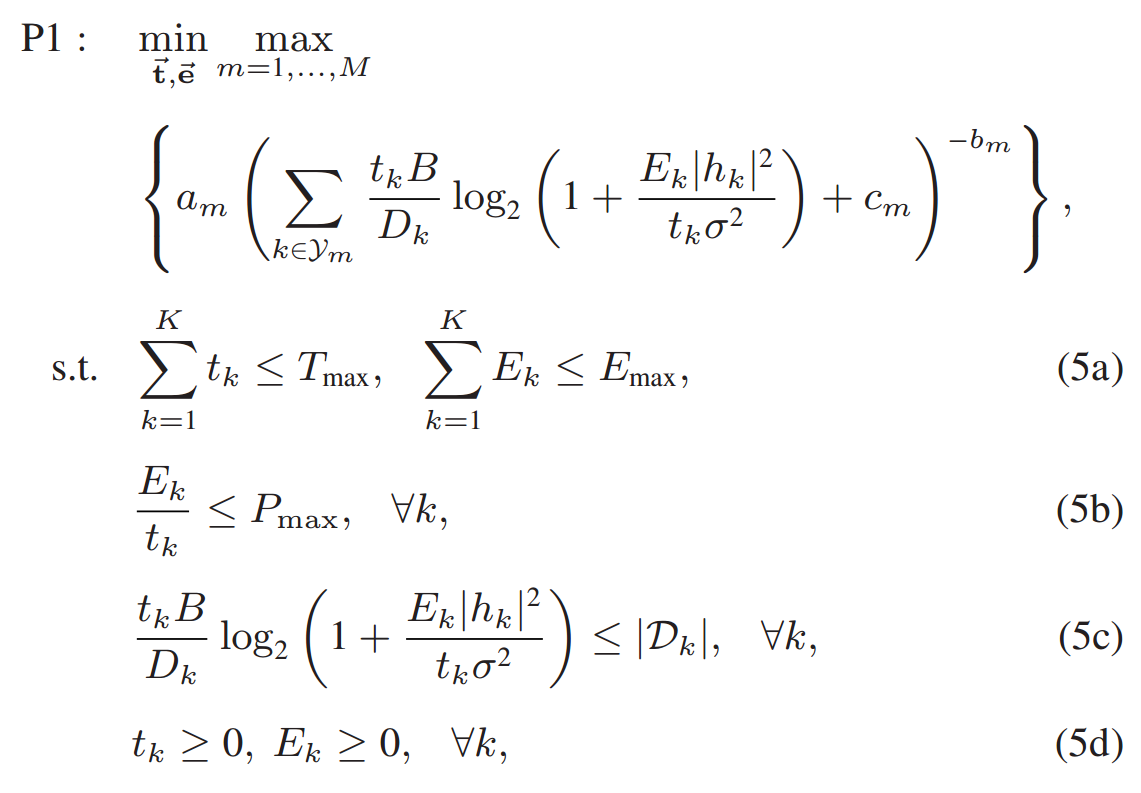 P1 : min_{\vec{\mathbf{t}}, \vec{\mathbf{e}}} max_{m=1,...,M}
\left\{ a_m \left( \sum_{k \in \mathcal{Y}_m} \frac{t_k B}{D_k} \log_2 \left( 1 + \frac{E_k |h_k|^2}{t_k \sigma^2} \right) + c_m \right)^{-b_m} \right\},
s.t. \sum_{k=1}^{K} t_k \leq T_{\max}, \sum_{k=1}^{K} E_k \leq E_{\max}, (5a)
\frac{E_k}{t_k} \leq P_{\max}, \forall k, (5b)
\frac{t_k B}{D_k} \log_2 \left( 1 + \frac{E_k |h_k|^2}{t_k \sigma^2} \right) \leq |\mathcal{D}_k|, \forall k, (5c)
t_k \geq 0, E_k \geq 0, \forall k, (5d)